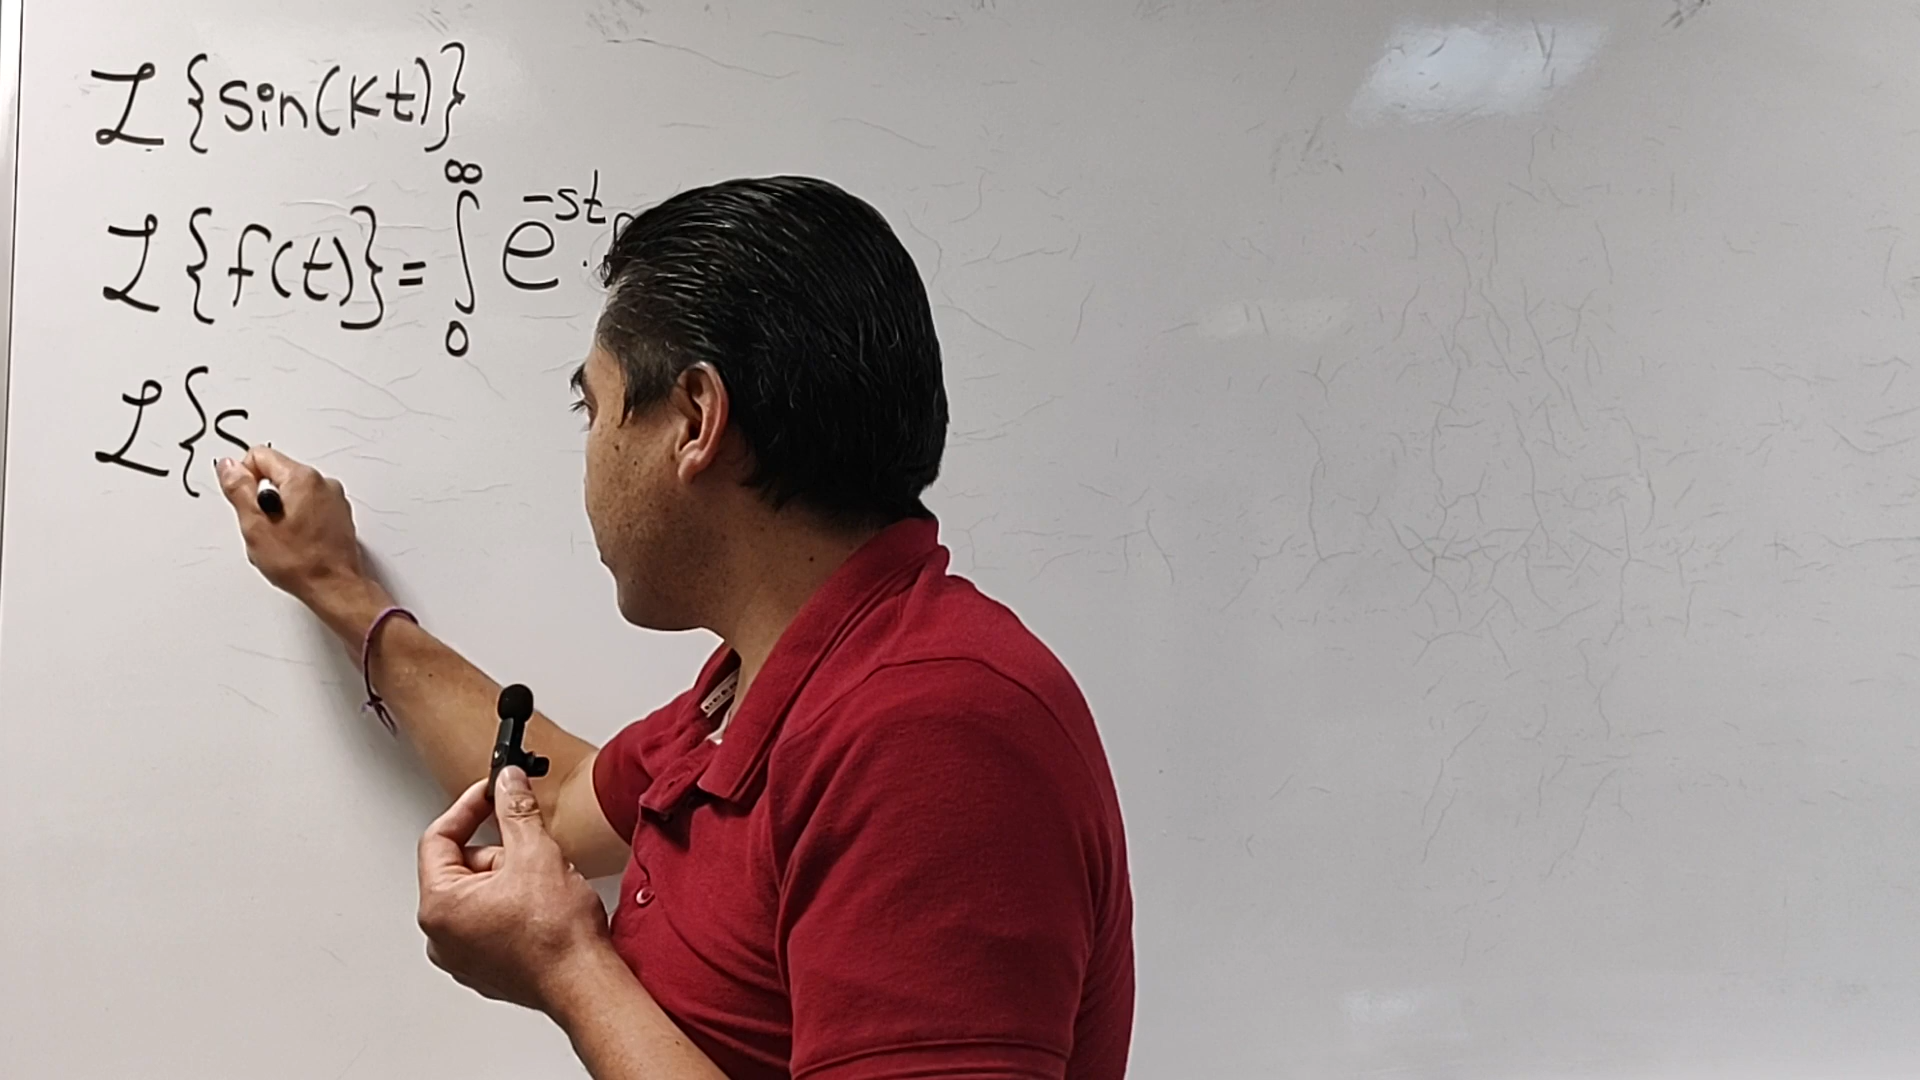 ℒ{sin(kt)}
ℒ{f(t)}=∫₀^∞ e^-st ·
ℒ{s